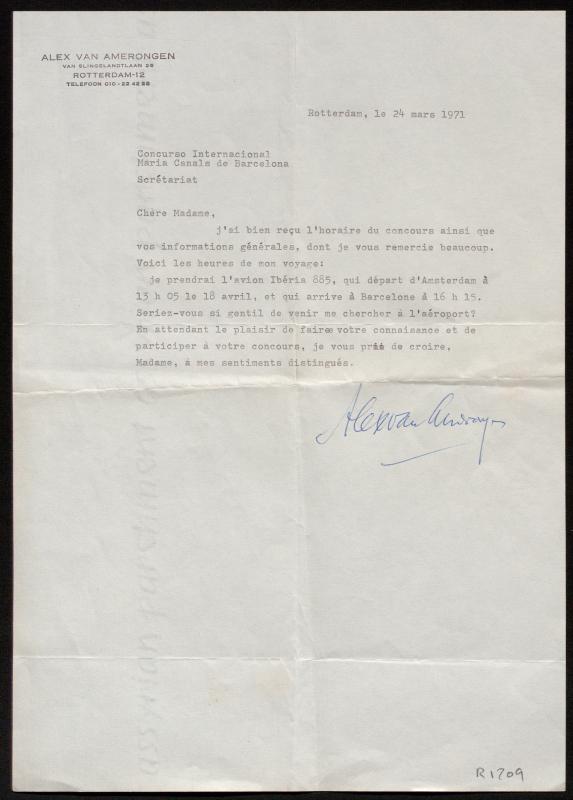 ALEX VAN AMERONGEN
VAN SLINGELANDTLAAN 28
ROTTERDAM-12
TELEFOON 010-22 42 88
Rotterdam, le 24 mars 1971
Concurso Internacional
Maria Canals de Barcelona
Scrétariat
Chère Madame,
j'ai bien reçu l'horaire du concours ainsi que
vos informations générales, dont je vous remercie beaucoup.
Voici les heures de mon voyage:
je prendrai l'avion Ibéria 885, qui départ d'Amsterdam à
13 h 05 le 18 avril, et qui arrive à Barcelone à 16 h 15.
Seriez-vous si gentil de venir me chercher à l'aéroport?
En attendant le plaisir de faire votre connaisance et de
participer à votre concours, je vous prie de croire,
Madame, à mes sentiments distingués.
Alex van Amerongen
R1209